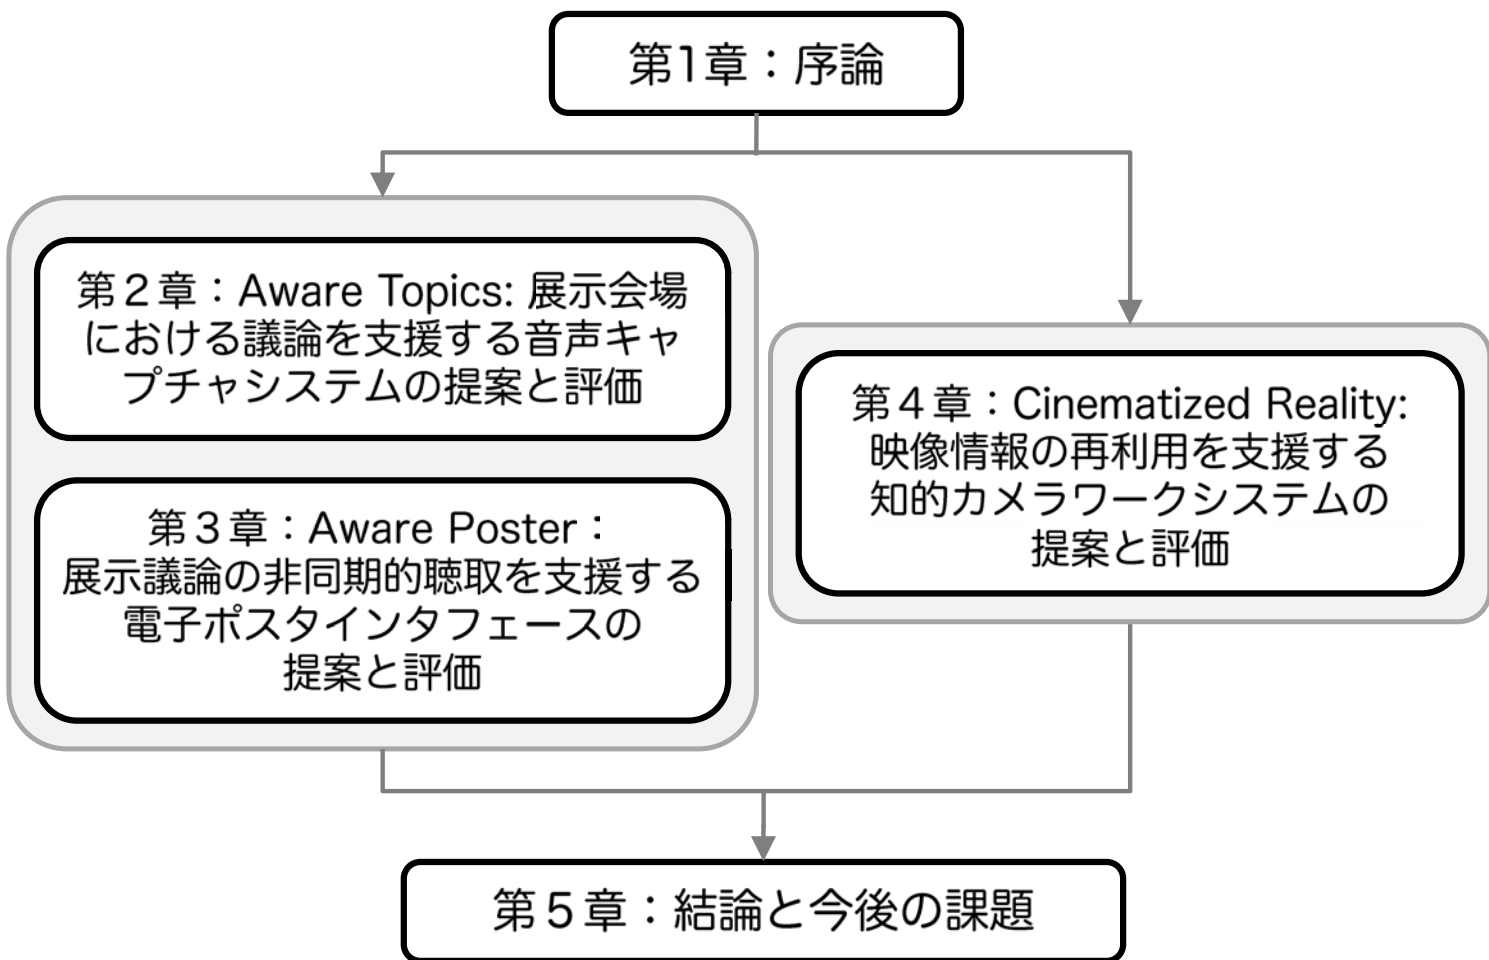 第1章：序論
第２章：Aware Topics: 展示会場
における議論を支援する音声キャ
プチャシステムの提案と評価
第３章：Aware Poster：
展示議論の非同期的聴取を支援する
電子ポスタインタフェースの
提案と評価
第４章：Cinematized Reality:
映像情報の再利用を支援する
知的カメラワークシステムの
提案と評価
第５章：結論と今後の課題